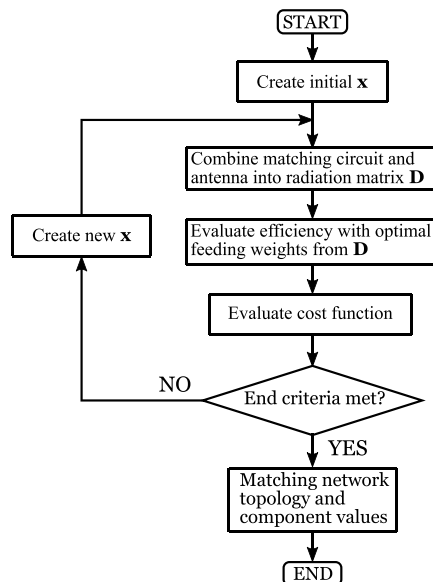 START
Create initial x
Combine matching circuit and
antenna into radiation matrix D
Create new x
Evaluate efficiency with optimal
feeding weights from D
Evaluate cost function
NO
End criteria met?
YES
Matching network
topology and
component values
END